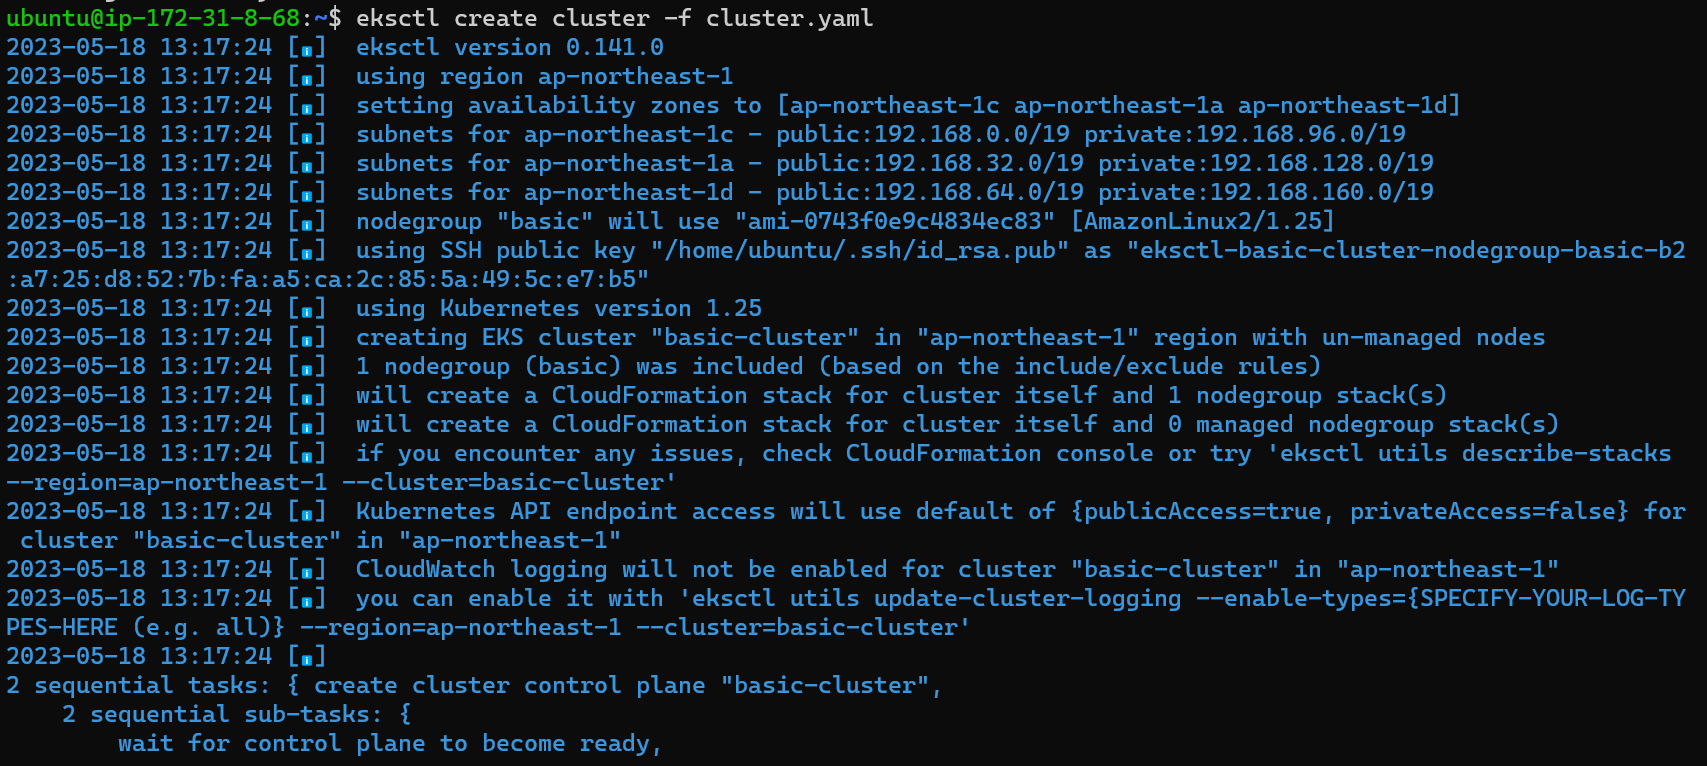 ubuntu@ip-172-31-8-68:~$ eksctl create cluster -f cluster.yaml
2023-05-18 13:17:24 [ℹ]  eksctl version 0.141.0
2023-05-18 13:17:24 [ℹ]  using region ap-northeast-1
2023-05-18 13:17:24 [ℹ]  setting availability zones to [ap-northeast-1c ap-northeast-1a ap-northeast-1d]
2023-05-18 13:17:24 [ℹ]  subnets for ap-northeast-1c - public:192.168.0.0/19 private:192.168.96.0/19
2023-05-18 13:17:24 [ℹ]  subnets for ap-northeast-1a - public:192.168.32.0/19 private:192.168.128.0/19
2023-05-18 13:17:24 [ℹ]  subnets for ap-northeast-1d - public:192.168.64.0/19 private:192.168.160.0/19
2023-05-18 13:17:24 [ℹ]  nodegroup "basic" will use "ami-0743f0e9c4834ec83" [AmazonLinux2/1.25]
2023-05-18 13:17:24 [ℹ]  using SSH public key "/home/ubuntu/.ssh/id_rsa.pub" as "eksctl-basic-cluster-nodegroup-basic-b2
:a7:25:d8:52:7b:fa:a5:ca:2c:85:5a:49:5c:e7:b5"
2023-05-18 13:17:24 [ℹ]  using Kubernetes version 1.25
2023-05-18 13:17:24 [ℹ]  creating EKS cluster "basic-cluster" in "ap-northeast-1" region with un-managed nodes
2023-05-18 13:17:24 [ℹ]  1 nodegroup (basic) was included (based on the include/exclude rules)
2023-05-18 13:17:24 [ℹ]  will create a CloudFormation stack for cluster itself and 1 nodegroup stack(s)
2023-05-18 13:17:24 [ℹ]  will create a CloudFormation stack for cluster itself and 0 managed nodegroup stack(s)
2023-05-18 13:17:24 [ℹ]  if you encounter any issues, check CloudFormation console or try 'eksctl utils describe-stacks
--region=ap-northeast-1 --cluster=basic-cluster'
2023-05-18 13:17:24 [ℹ]  Kubernetes API endpoint access will use default of {publicAccess=true, privateAccess=false} for
 cluster "basic-cluster" in "ap-northeast-1"
2023-05-18 13:17:24 [ℹ]  CloudWatch logging will not be enabled for cluster "basic-cluster" in "ap-northeast-1"
2023-05-18 13:17:24 [ℹ]  you can enable it with 'eksctl utils update-cluster-logging --enable-types={SPECIFY-YOUR-LOG-TY
PES-HERE (e.g. all)} --region=ap-northeast-1 --cluster=basic-cluster'
2023-05-18 13:17:24 [ℹ]
2 sequential tasks: { create cluster control plane "basic-cluster",
    2 sequential sub-tasks: {
        wait for control plane to become ready,